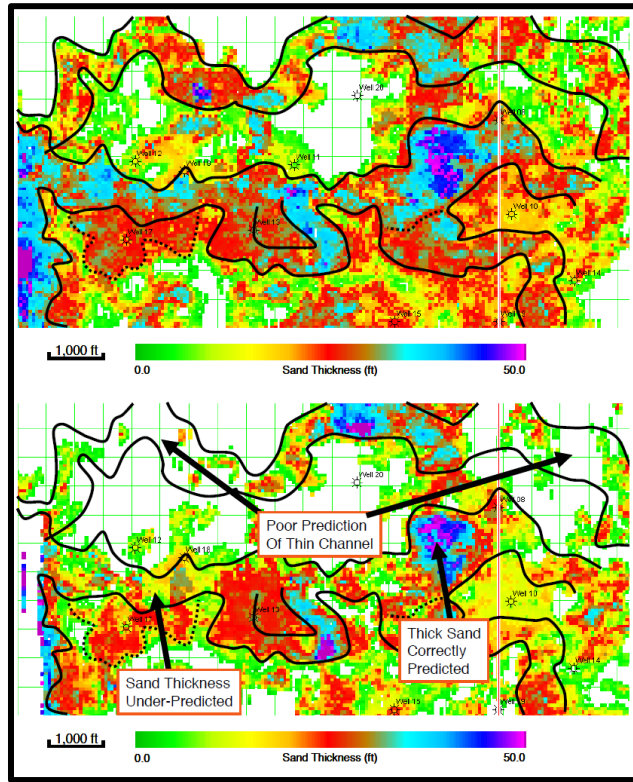 Well 20
Well 08
Well 12
Well 18
Well 11
Well 10
Well 17
Well 13
Well 14
Well 15
1,000 ft
0.0
50.0
Sand Thickness (ft)
Well 20
Well 08
Poor Prediction
Of Thin Channel
Well 12
Well 18
Well 10
Thick Sand
Correctly
Predicted
Well 14
Sand Thickness
Under-Predicted
Well 15
1,000 ft
0.0
50.0
Sand Thickness (ft)